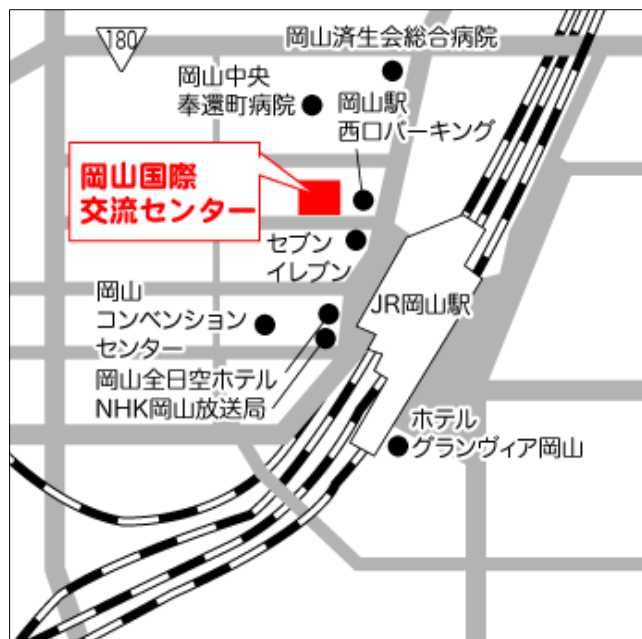 180
岡山済生会総合病院
岡山中央
奉還町病院
岡山駅
西口パーキング
岡山国際
交流センター
セブン
イレブン
岡山
コンベンション
センター
JR岡山駅
岡山全日空ホテル
NHK岡山放送局
ホテル
グランヴィア岡山